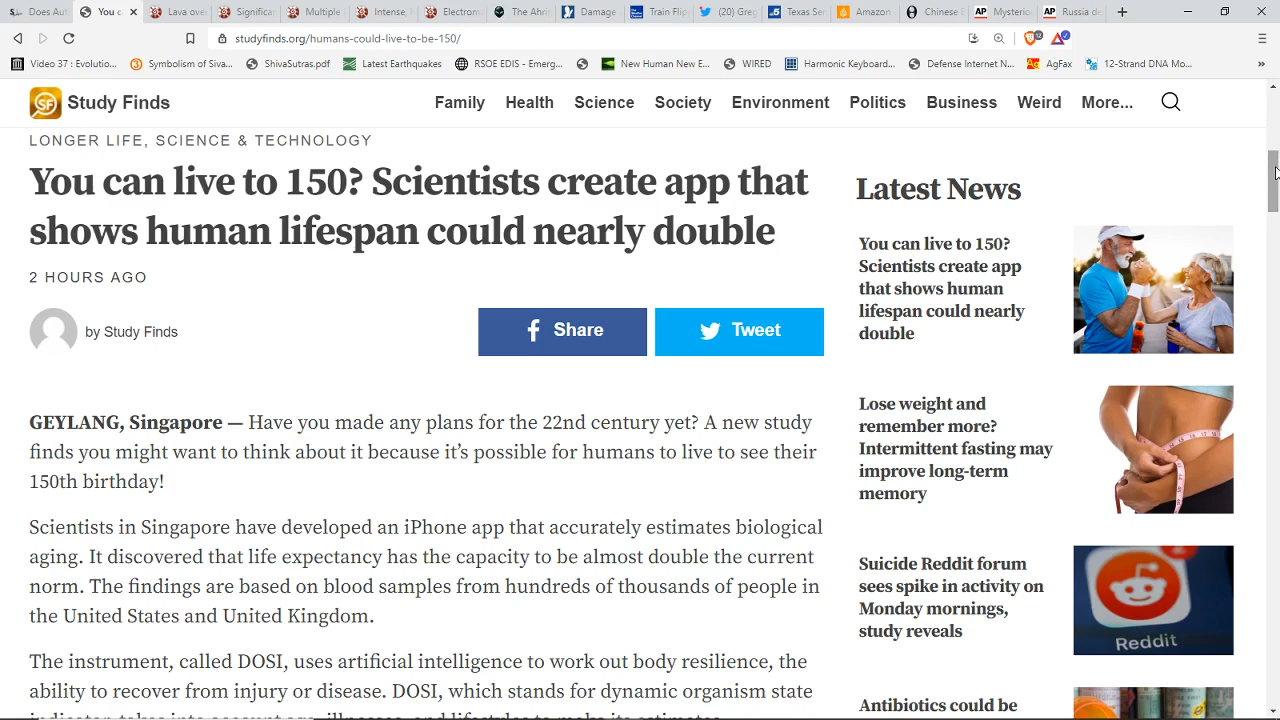 Does Aut
You c
Lava over
Significan
Multiple
Intense, N
Electrom
The Ahrin
Damage
Train Flip
(20) Greg
Texas Ser
Amazon
Chinese B
Mysterio
Russia de
studyfinds.org/humans-could-live-to-be-150/
Video 37 : Evolutio...
Symbolism of Siva...
ShivaSutras.pdf
Latest Earthquakes
RSOE EDIS - Emerg...
New Human New E...
WIRED
Harmonic Keyboar...
Defense Internet N...
AgFax
12-Strand DNA Mo...
SF Study Finds
Family Health Science Society Environment Politics Business Weird More...
LONGER LIFE, SCIENCE & TECHNOLOGY
You can live to 150? Scientists create app that
shows human lifespan could nearly double
2 HOURS AGO
by Study Finds
Share
Tweet
GEYLANG, Singapore — Have you made any plans for the 22nd century yet? A new study
finds you might want to think about it because it’s possible for humans to live to see their
150th birthday!
Scientists in Singapore have developed an iPhone app that accurately estimates biological
aging. It discovered that life expectancy has the capacity to be almost double the current
norm. The findings are based on blood samples from hundreds of thousands of people in
the United States and United Kingdom.
The instrument, called DOSI, uses artificial intelligence to work out body resilience, the
ability to recover from injury or disease. DOSI, which stands for dynamic organism state
indicator, takes into account age, illnesses, and lifestyles to make its estimates.
Latest News
You can live to 150?
Scientists create app
that shows human
lifespan could nearly
double
Lose weight and
remember more?
Intermittent fasting may
improve long-term
memory
Suicide Reddit forum
sees spike in activity on
Monday mornings,
study reveals
Reddit
Antibiotics could be